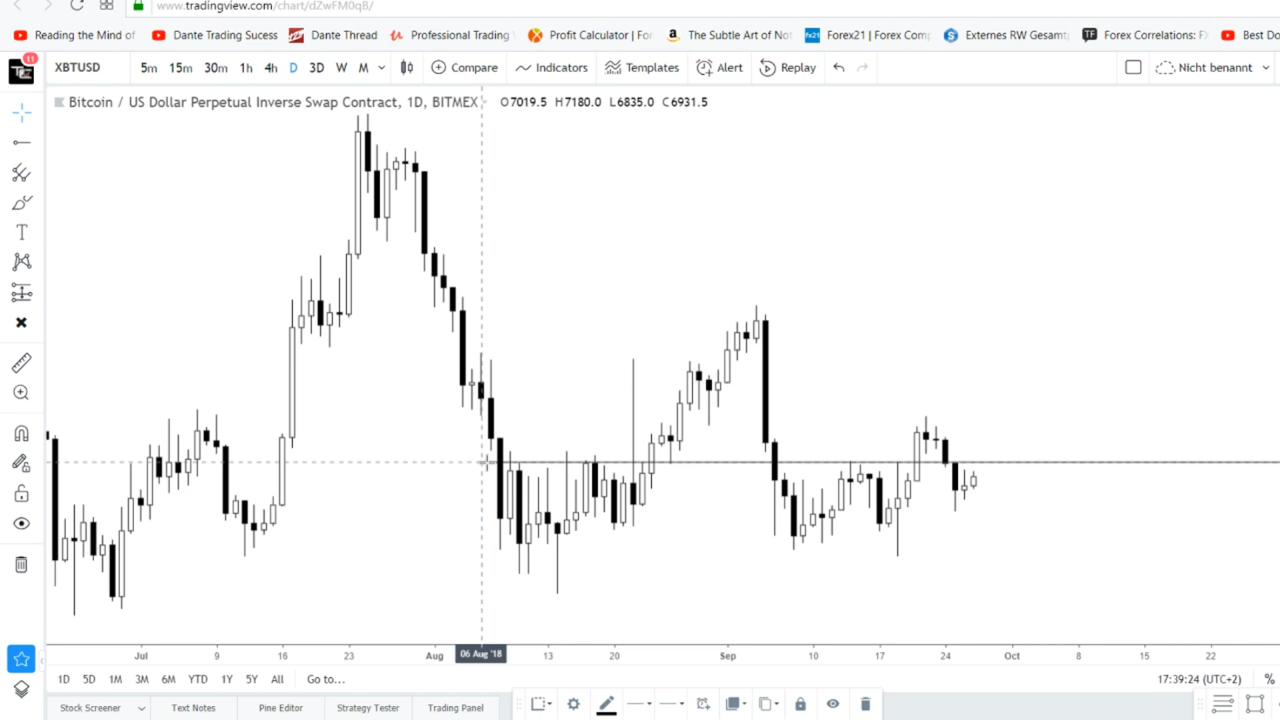 www.tradingview.com/chart/dZwFM0qB/
Reading the Mind of
Dante Trading Sucess
Dante Thread
Professional Trading
Profit Calculator | For
The Subtle Art of Not
fx21
Forex21 | Forex Com
Externes RW Gesamt
TF
Forex Correlations: F
Best Do
11
XBTUSD
5m
15m
30m
1h
4h
D
3D
W
M
Compare
Indicators
Templates
Alert
Replay
Nicht benannt
Bitcoin / US Dollar Perpetual Inverse Swap Contract, 1D, BITMEX
O7019.5 H7180.0 L6835.0 C6931.5
Jul
9
16
23
Aug
06 Aug '18
13
20
Sep
10
17
24
Oct
8
15
22
1D
5D
1M
3M
6M
YTD
1Y
5Y
All
Go to...
17:39:24 (UTC+2)
%
Stock Screener
Text Notes
Pine Editor
Strategy Tester
Trading Panel